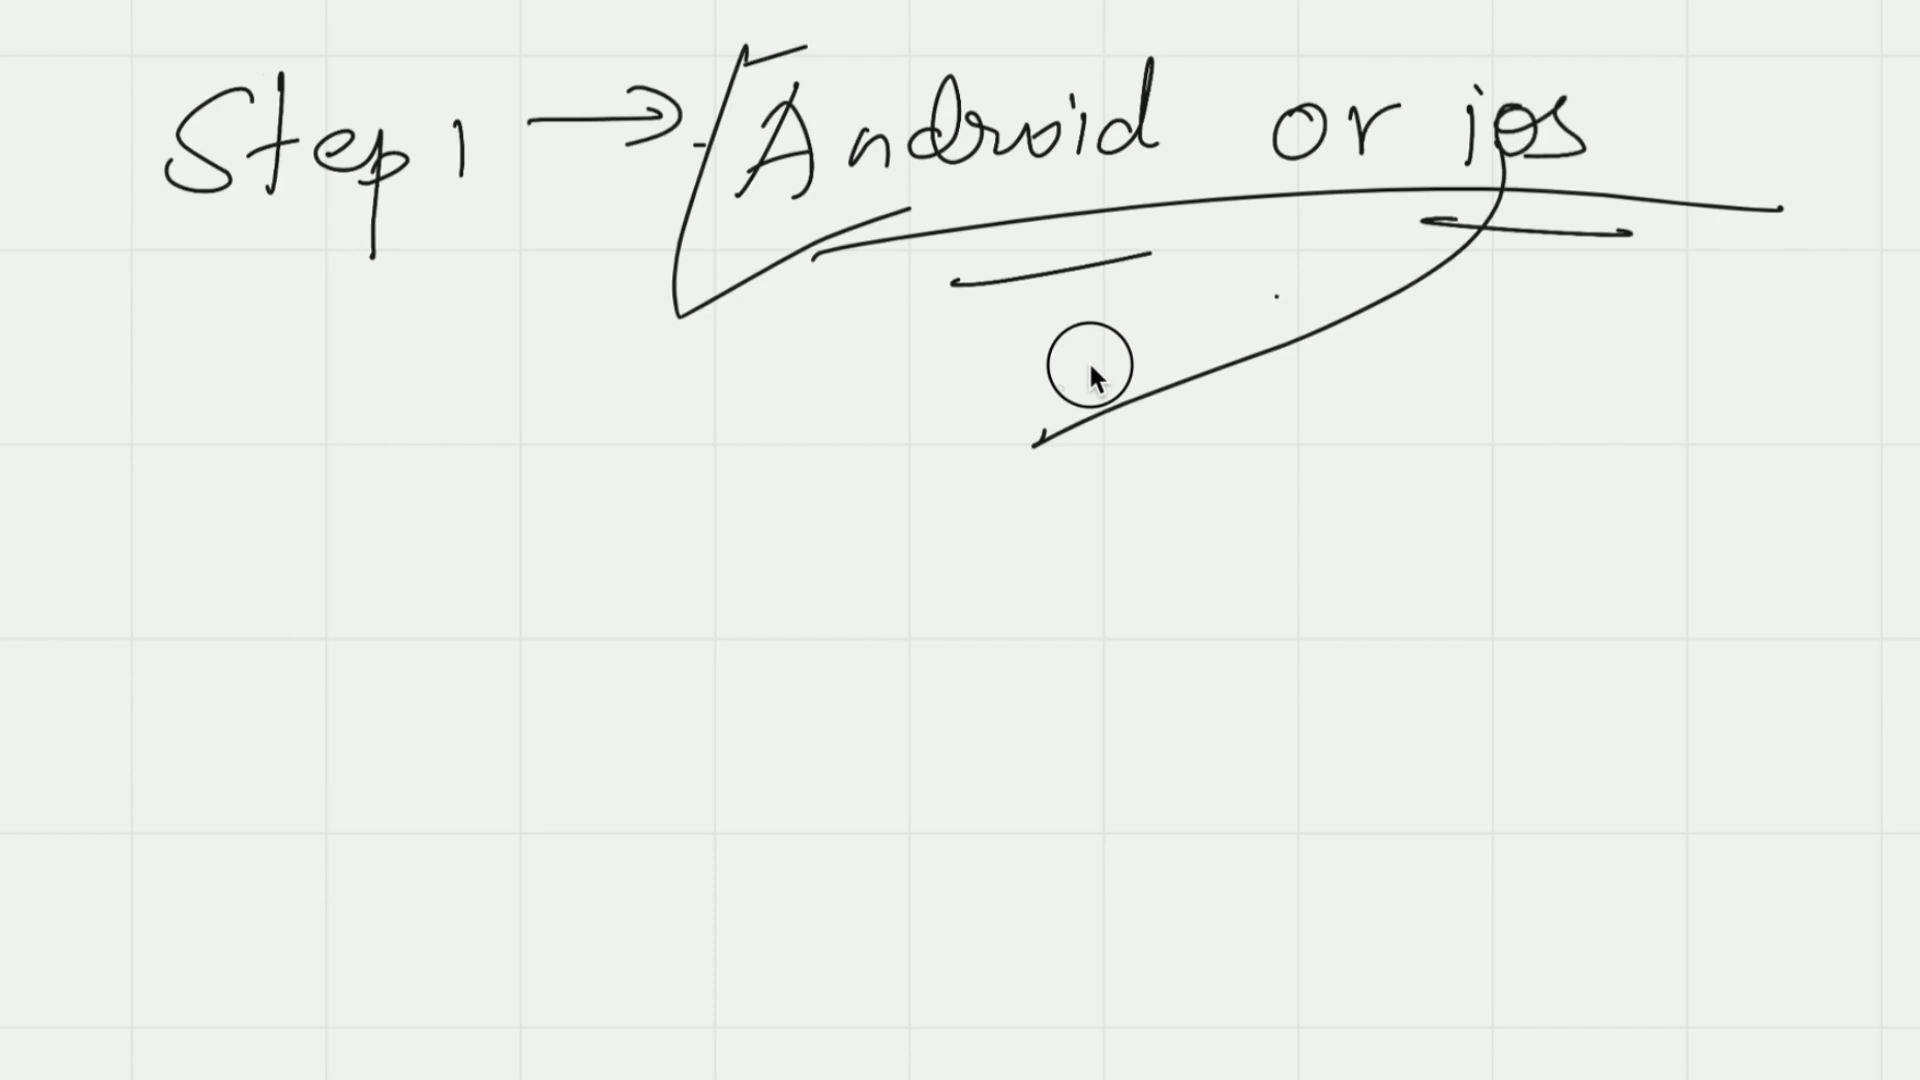 Step 1 → Android or ios